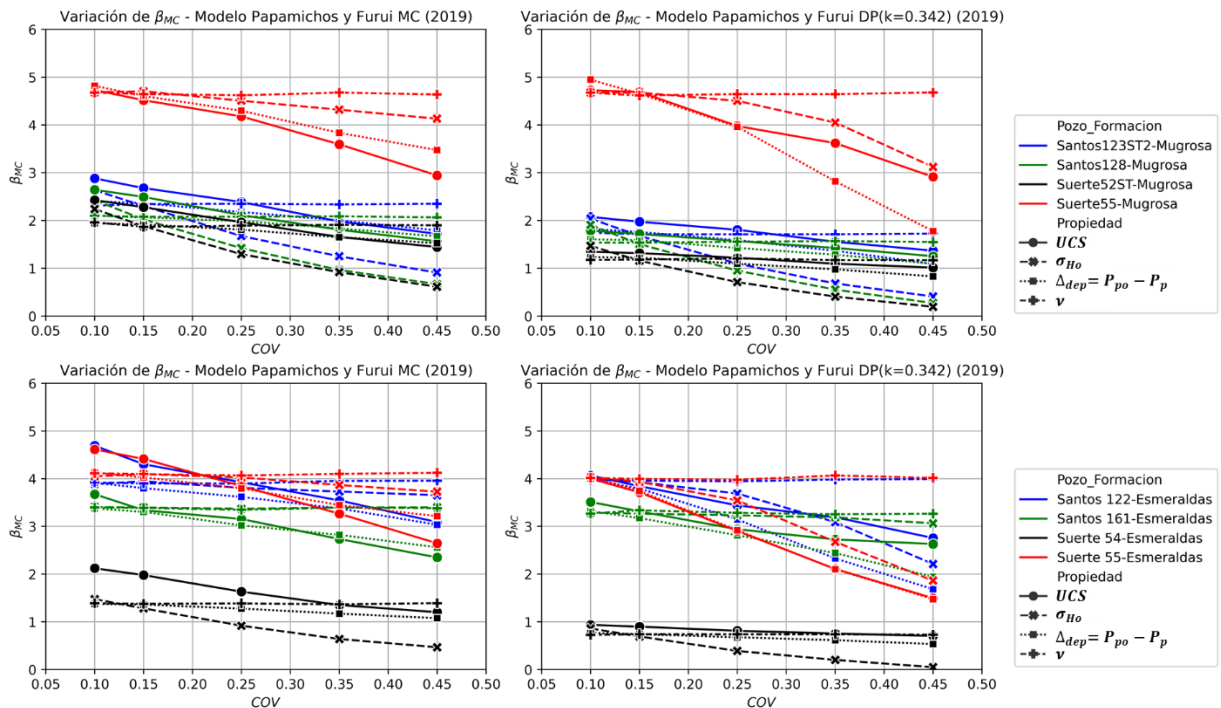 Variación de β_MC - Modelo Papamichos y Furui MC (2019)
6
5
4
3
2
1
0
β_MC
0.05 0.10 0.15 0.20 0.25 0.30 0.35 0.40 0.45 0.50
COV
Variación de β_MC - Modelo Papamichos y Furui DP(k=0.342) (2019)
6
5
4
3
2
1
0
β_MC
0.05 0.10 0.15 0.20 0.25 0.30 0.35 0.40 0.45 0.50
COV
Pozo_Formacion
Santos123ST2-Mugrosa
Santos128-Mugrosa
Suerte52ST-Mugrosa
Suerte55-Mugrosa
Propiedad
UCS
σ_Ho
Δ_dep= P_po − P_p
ν
Variación de β_MC - Modelo Papamichos y Furui MC (2019)
6
5
4
3
2
1
0
β_MC
0.05 0.10 0.15 0.20 0.25 0.30 0.35 0.40 0.45 0.50
COV
Variación de β_MC - Modelo Papamichos y Furui DP(k=0.342) (2019)
6
5
4
3
2
1
0
β_MC
0.05 0.10 0.15 0.20 0.25 0.30 0.35 0.40 0.45 0.50
COV
Pozo_Formacion
Santos 122-Esmeraldas
Santos 161-Esmeraldas
Suerte 54-Esmeraldas
Suerte 55-Esmeraldas
Propiedad
UCS
σ_Ho
Δ_dep= P_po − P_p
ν